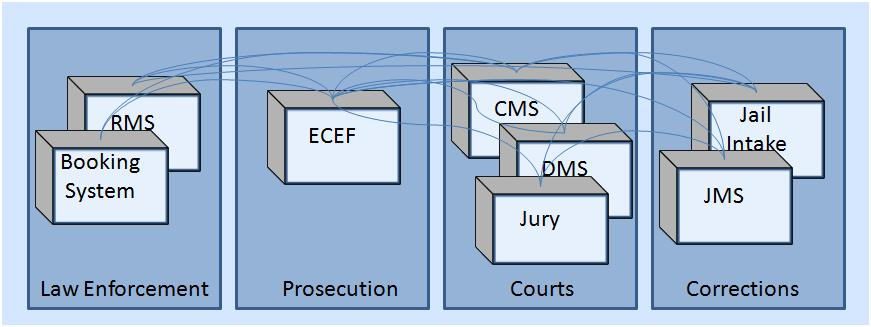 RMS
Booking
System
Law Enforcement
ECEF
Prosecution
CMS
DMS
Jury
Courts
Jail
Intake
JMS
Corrections